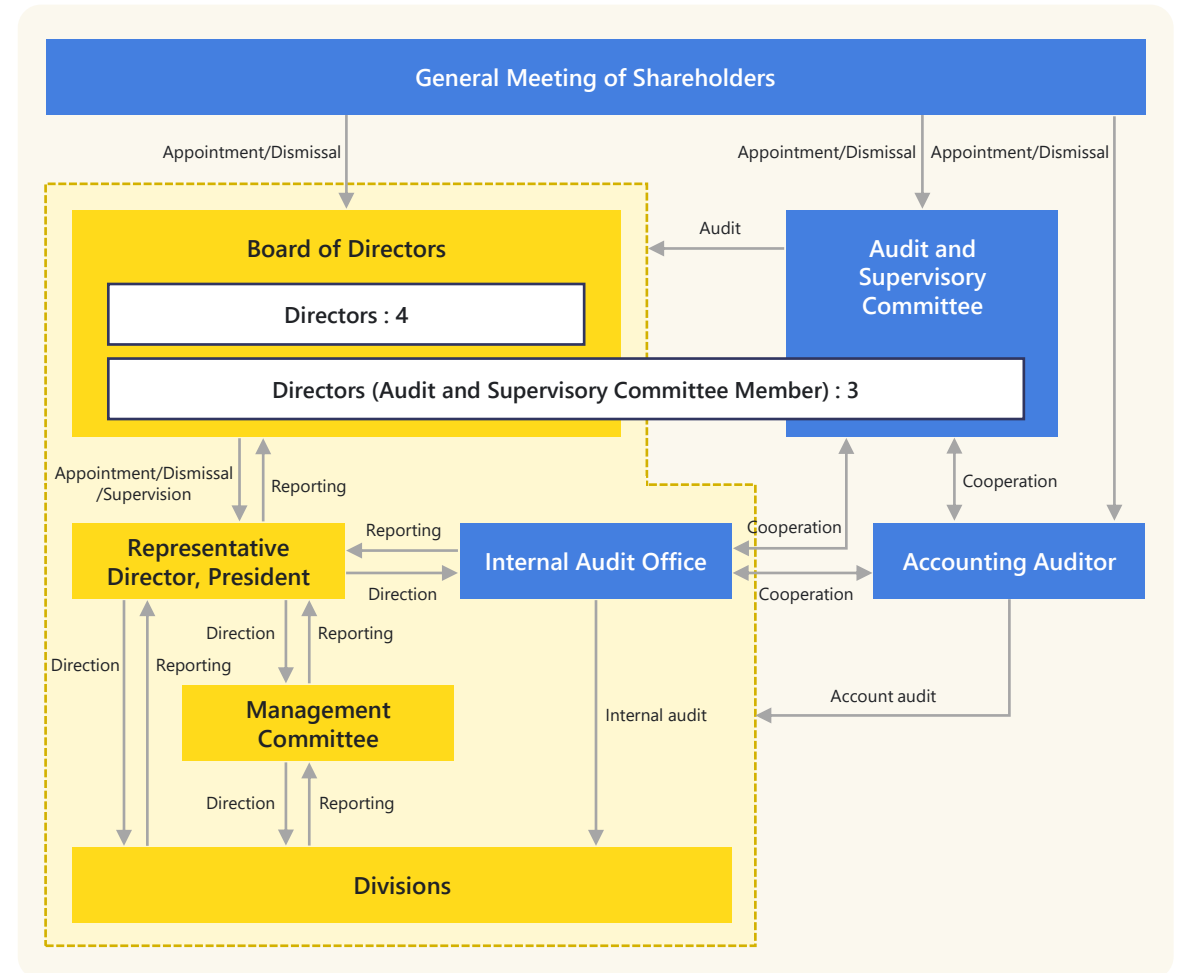 General Meeting of Shareholders
Appointment/Dismissal
Appointment/Dismissal
Appointment/Dismissal
Board of Directors
Directors : 4
Directors (Audit and Supervisory Committee Member) : 3
Audit
Audit and
Supervisory
Committee
Appointment/Dismissal
/Supervision
Reporting
Cooperation
Cooperation
Representative
Director, President
Reporting
Direction
Internal Audit Office
Cooperation
Accounting Auditor
Direction
Reporting
Direction
Reporting
Management
Committee
Internal audit
Account audit
Direction
Reporting
Divisions